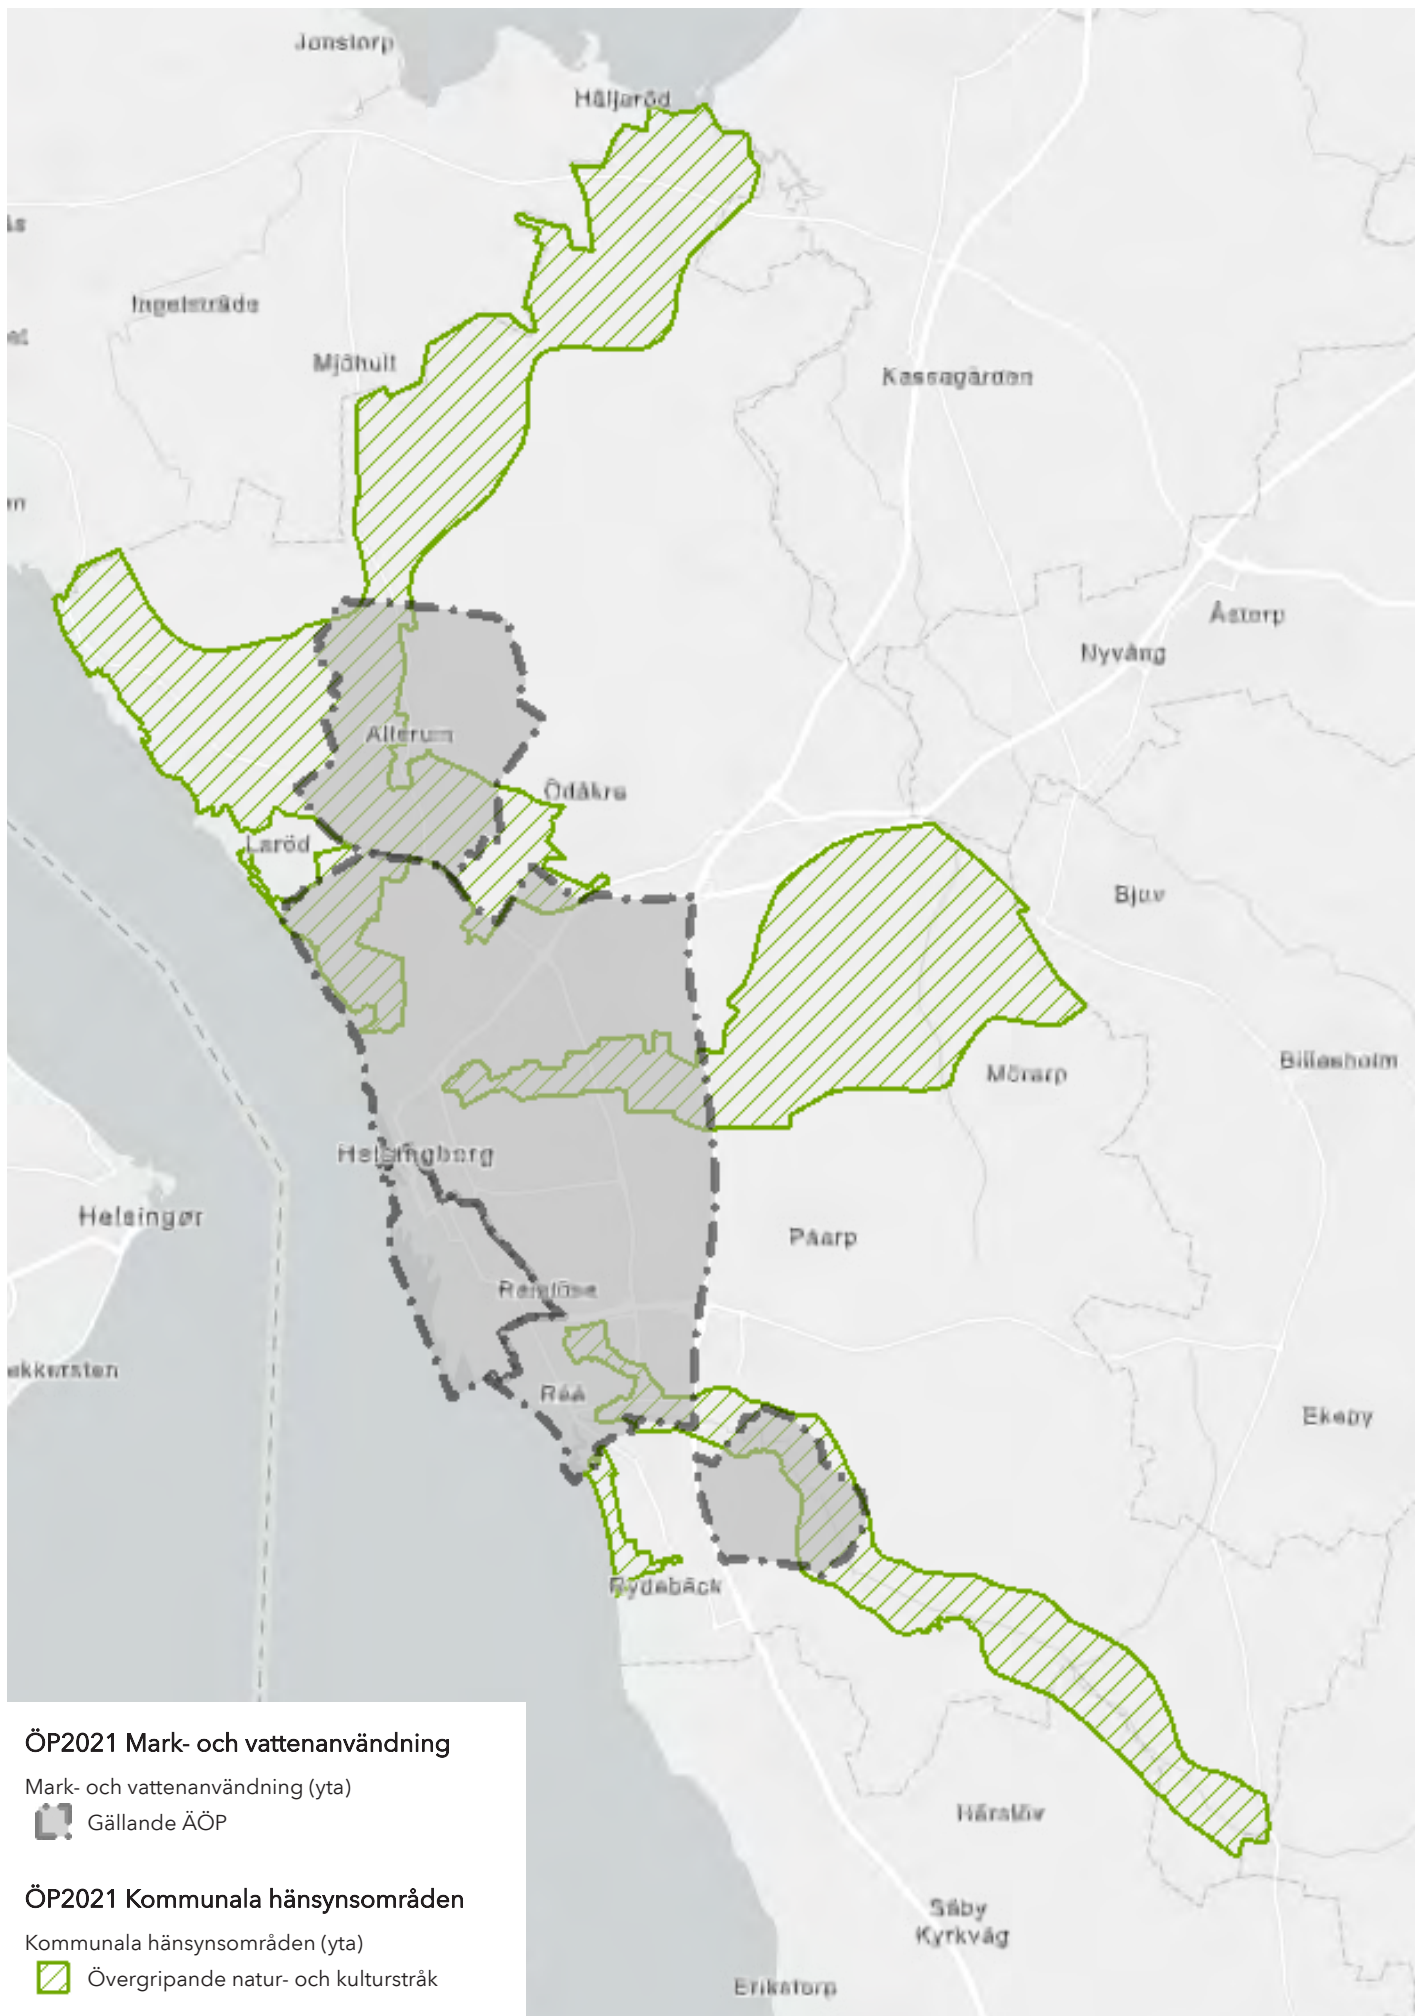 Jonstorp
Häljaröd
Ingelsträde
Mjöhult
Kassagården
Åstorp
Nyvång
Allerum
Ödåkra
Laröd
Bjuv
Mörarp
Billesholm
Helsingborg
Helsingør
Påarp
Ramlösa
Råå
Ekeby
Rydebäck
Härslöv
Säby
Kyrkväg
Erikstorp
ÖP2021 Mark- och vattenanvändning
Mark- och vattenanvändning (yta)
Gällande ÄÖP
ÖP2021 Kommunala hänsynsområden
Kommunala hänsynsområden (yta)
Övergripande natur- och kulturstråk